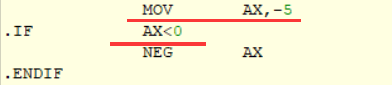 MOV AX,-5
.IF AX<0
NEG AX
.ENDIF